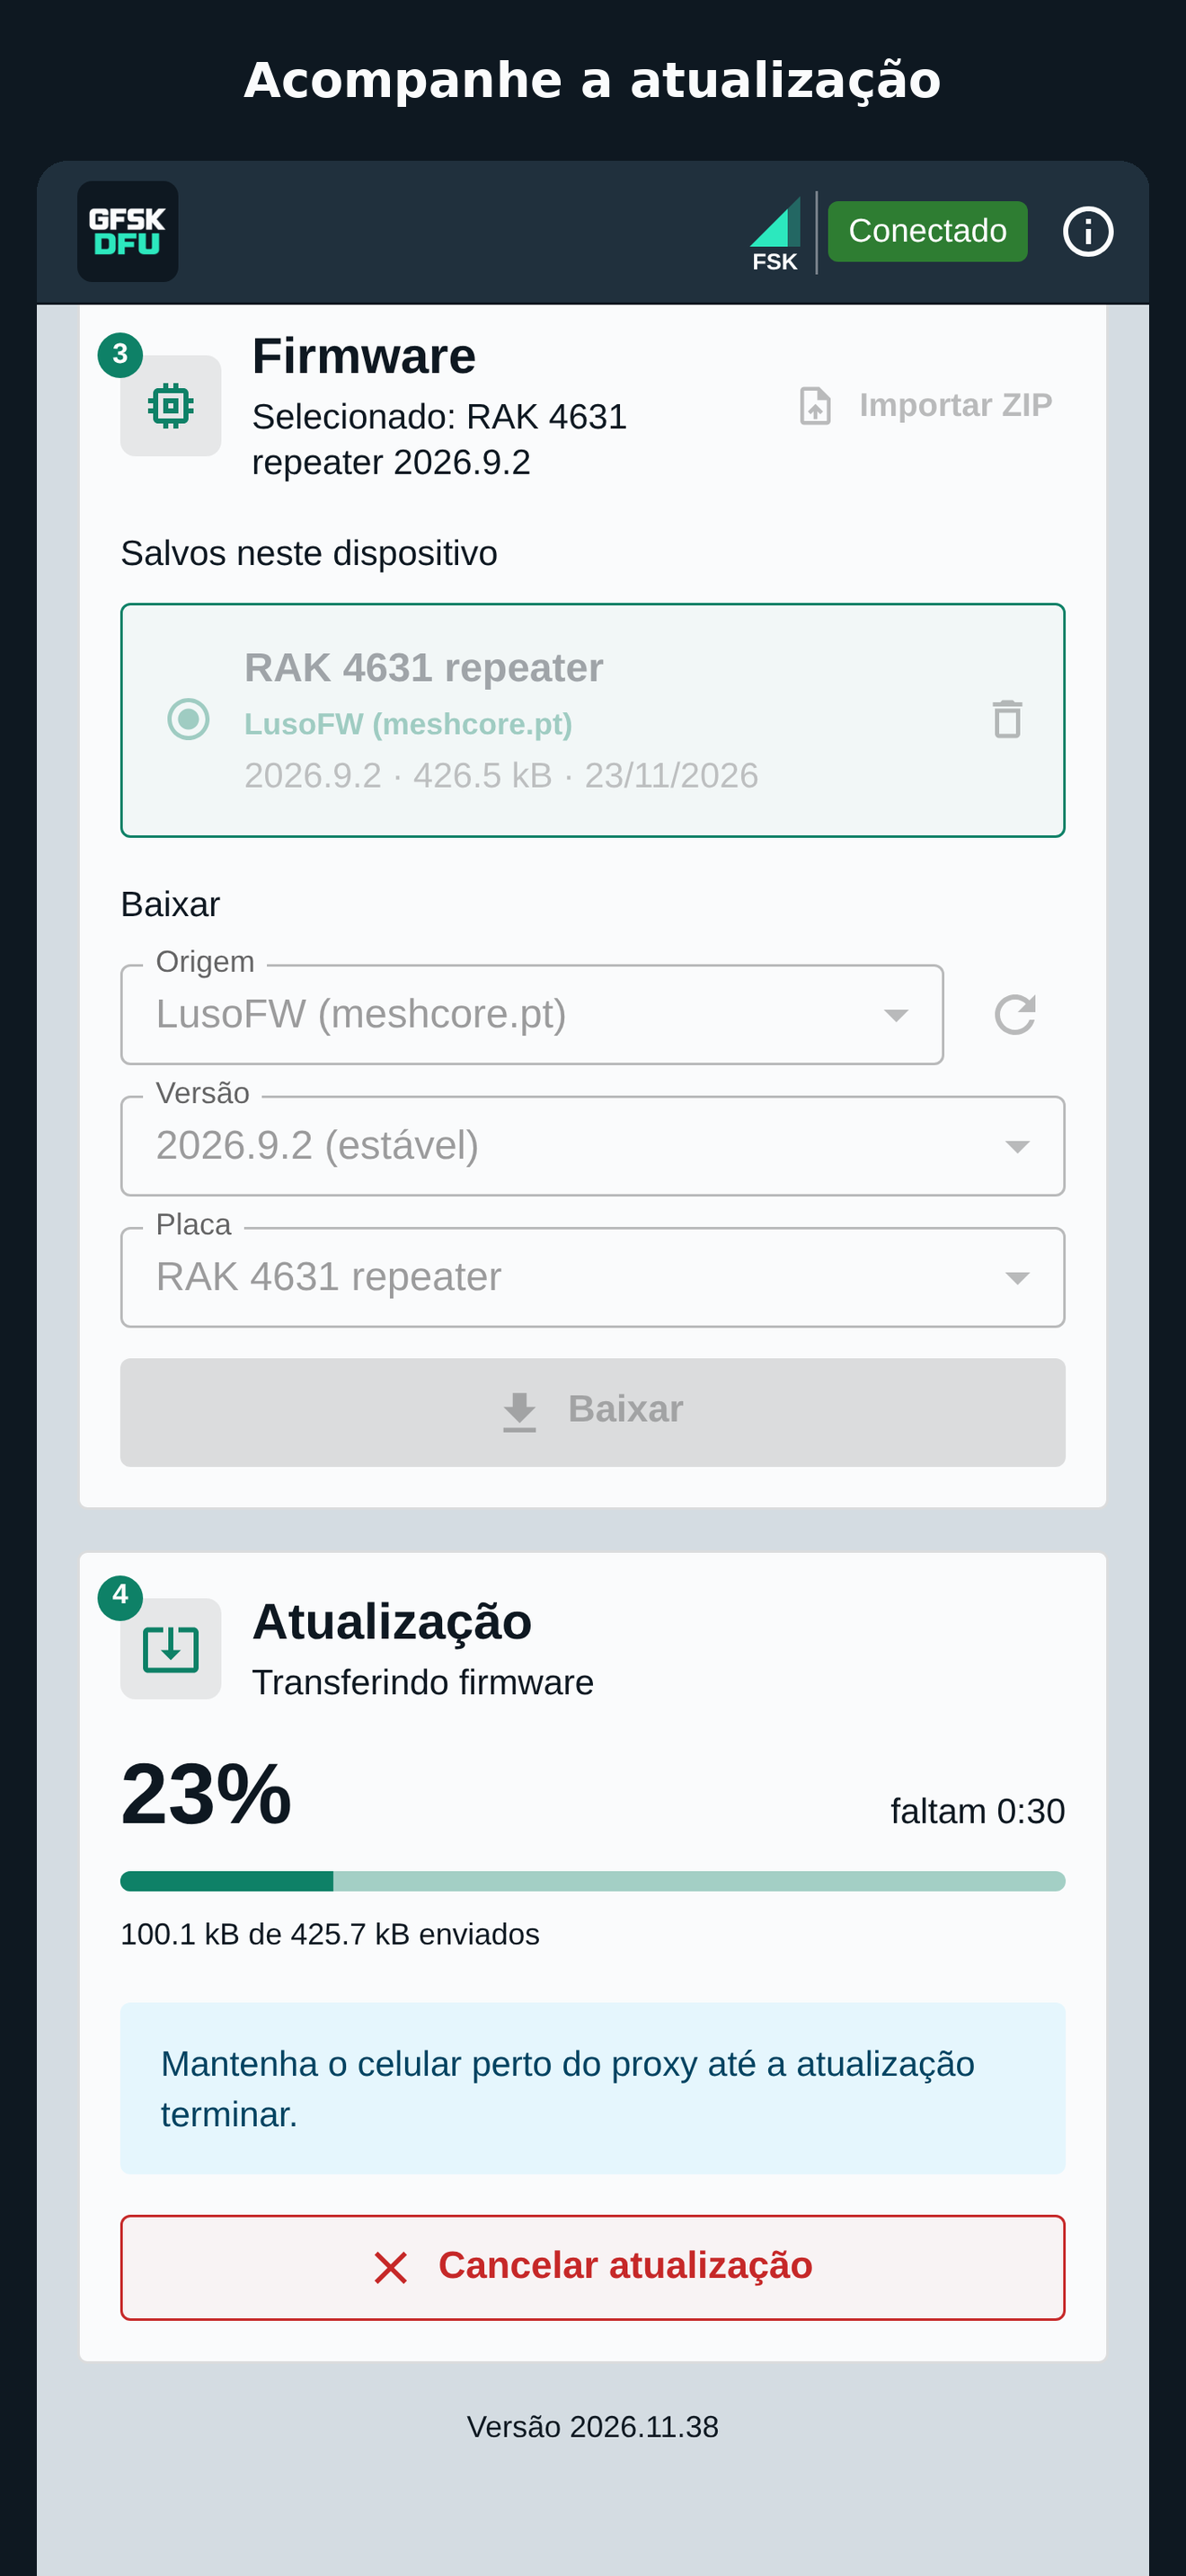 Acompanhe a atualização
GFSK
DFU
FSK
Conectado
3
Firmware
Selecionado: RAK 4631
repeater 2026.9.2
Importar ZIP
Salvos neste dispositivo
RAK 4631 repeater
LusoFW (meshcore.pt)
2026.9.2 · 426.5 kB · 23/11/2026
Baixar
Origem
LusoFW (meshcore.pt)
Versão
2026.9.2 (estável)
Placa
RAK 4631 repeater
Baixar
4
Atualização
Transferindo firmware
23%
faltam 0:30
100.1 kB de 425.7 kB enviados
Mantenha o celular perto do proxy até a atualização
terminar.
Cancelar atualização
Versão 2026.11.38